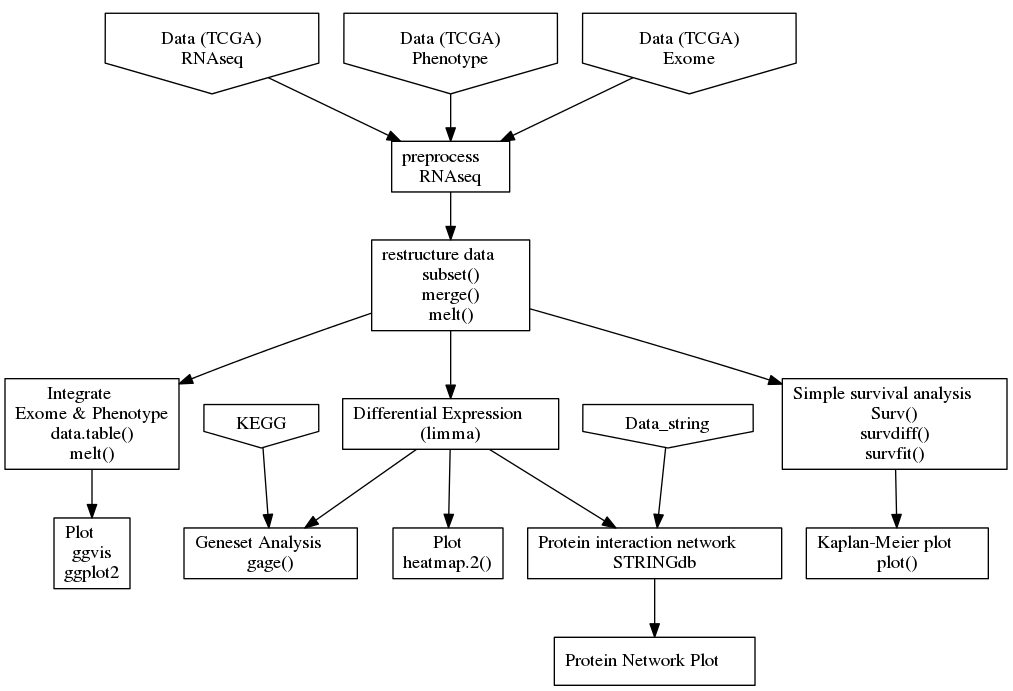 Data (TCGA)
RNAseq
Data (TCGA)
Phenotype
Data (TCGA)
Exome
preprocess
RNAseq
restructure data
subset()
merge()
melt()
Integrate
Exome & Phenotype
data.table()
melt()
KEGG
Differential Expression
(limma)
Data_string
Simple survival analysis
Surv()
survdiff()
survfit()
Plot
ggvis
ggplot2
Geneset Analysis
gage()
Plot
heatmap.2()
Protein interaction network
STRINGdb
Kaplan-Meier plot
plot()
Protein Network Plot